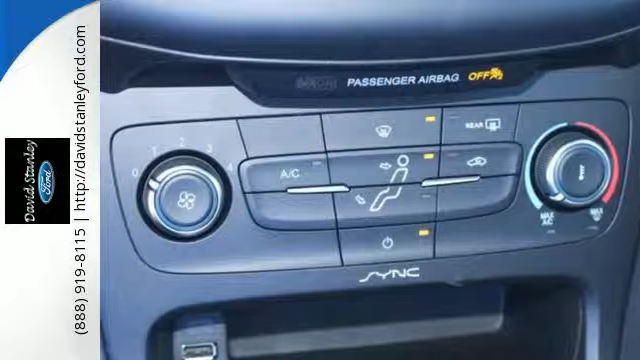 PASSENGER AIRBAG OFF
0 1 2 3 4
A/C
REAR
MAX
A/C
MAX
SYNC
David Stanley
Ford
(888) 919-8115 | http://davidstanleyford.com